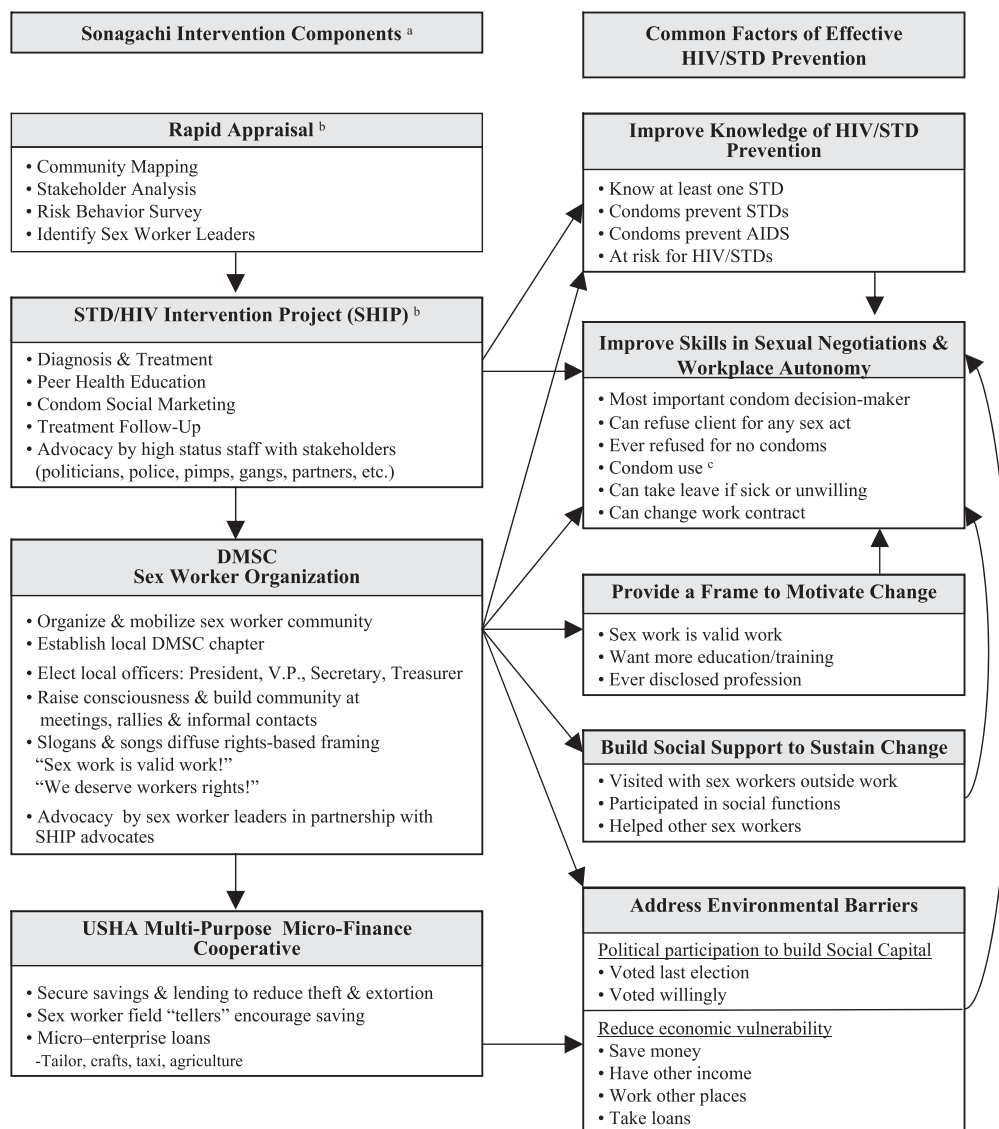 Sonagachi Intervention Components a
Common Factors of Effective
HIV/STD Prevention
Rapid Appraisal b
• Community Mapping
• Stakeholder Analysis
• Risk Behavior Survey
• Identify Sex Worker Leaders
STD/HIV Intervention Project (SHIP) b
• Diagnosis & Treatment
• Peer Health Education
• Condom Social Marketing
• Treatment Follow-Up
• Advocacy by high status staff with stakeholders
(politicians, police, pimps, gangs, partners, etc.)
DMSC
Sex Worker Organization
• Organize & mobilize sex worker community
• Establish local DMSC chapter
• Elect local officers: President, V.P., Secretary, Treasurer
• Raise consciousness & build community at
meetings, rallies & informal contacts
• Slogans & songs diffuse rights-based framing
“Sex work is valid work!”
“We deserve workers rights!”
• Advocacy by sex worker leaders in partnership with
SHIP advocates
USHA Multi-Purpose Micro-Finance
Cooperative
• Secure savings & lending to reduce theft & extortion
• Sex worker field “tellers” encourage saving
• Micro–enterprise loans
-Tailor, crafts, taxi, agriculture
Improve Knowledge of HIV/STD
Prevention
• Know at least one STD
• Condoms prevent STDs
• Condoms prevent AIDS
• At risk for HIV/STDs
Improve Skills in Sexual Negotiations &
Workplace Autonomy
• Most important condom decision-maker
• Can refuse client for any sex act
• Ever refused for no condoms
• Condom use c
• Can take leave if sick or unwilling
• Can change work contract
Provide a Frame to Motivate Change
• Sex work is valid work
• Want more education/training
• Ever disclosed profession
Build Social Support to Sustain Change
• Visited with sex workers outside work
• Participated in social functions
• Helped other sex workers
Address Environmental Barriers
Political participation to build Social Capital
• Voted last election
• Voted willingly
Reduce economic vulnerability
• Save money
• Have other income
• Work other places
• Take loans